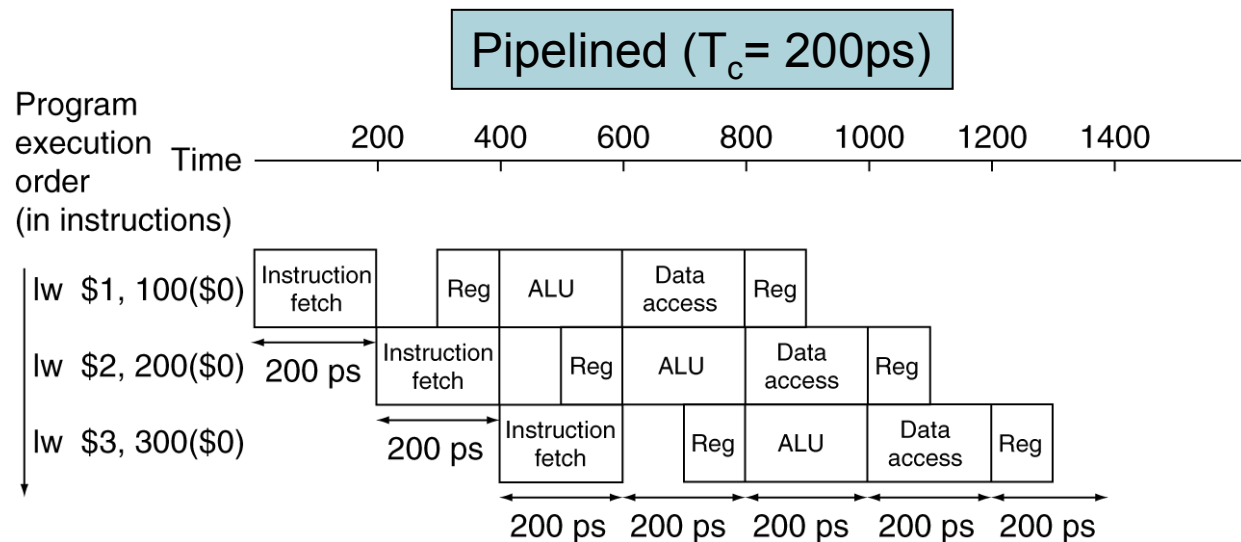 Pipelined (Tc= 200ps)
Program
execution
order
(in instructions)
Time
200 400 600 800 1000 1200 1400
lw $1, 100($0)
Instruction
fetch
Reg
ALU
Data
access
Reg
200 ps
lw $2, 200($0)
Instruction
fetch
Reg
ALU
Data
access
Reg
200 ps
lw $3, 300($0)
Instruction
fetch
Reg
ALU
Data
access
Reg
200 ps 200 ps 200 ps 200 ps 200 ps